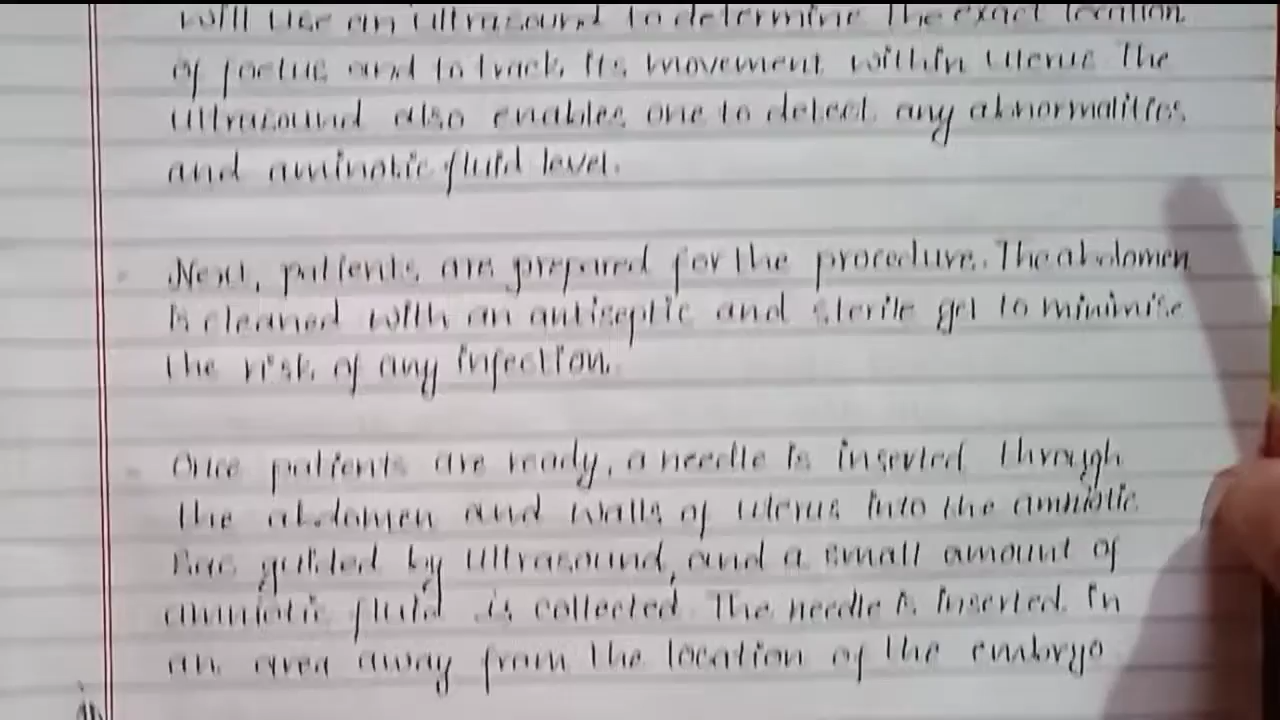 will use an ultrasound to determine the exact location
of foetus and to track its movement within uterus The
ultrasound also enables one to detect any abnormalities
and aminotic fluid level.
Next, patients are prepared for the procedure. The abdomen
is cleaned with an antiseptic and sterile gel to minimise
the risk of any infection.
Once patients are ready, a needle is inserted through
the abdomen and walls of uterus into the amniotic
sac guided by ultrasound, and a small amount of
amniotic fluid is collected. The needle is inserted in
an area away from the location of the embryo